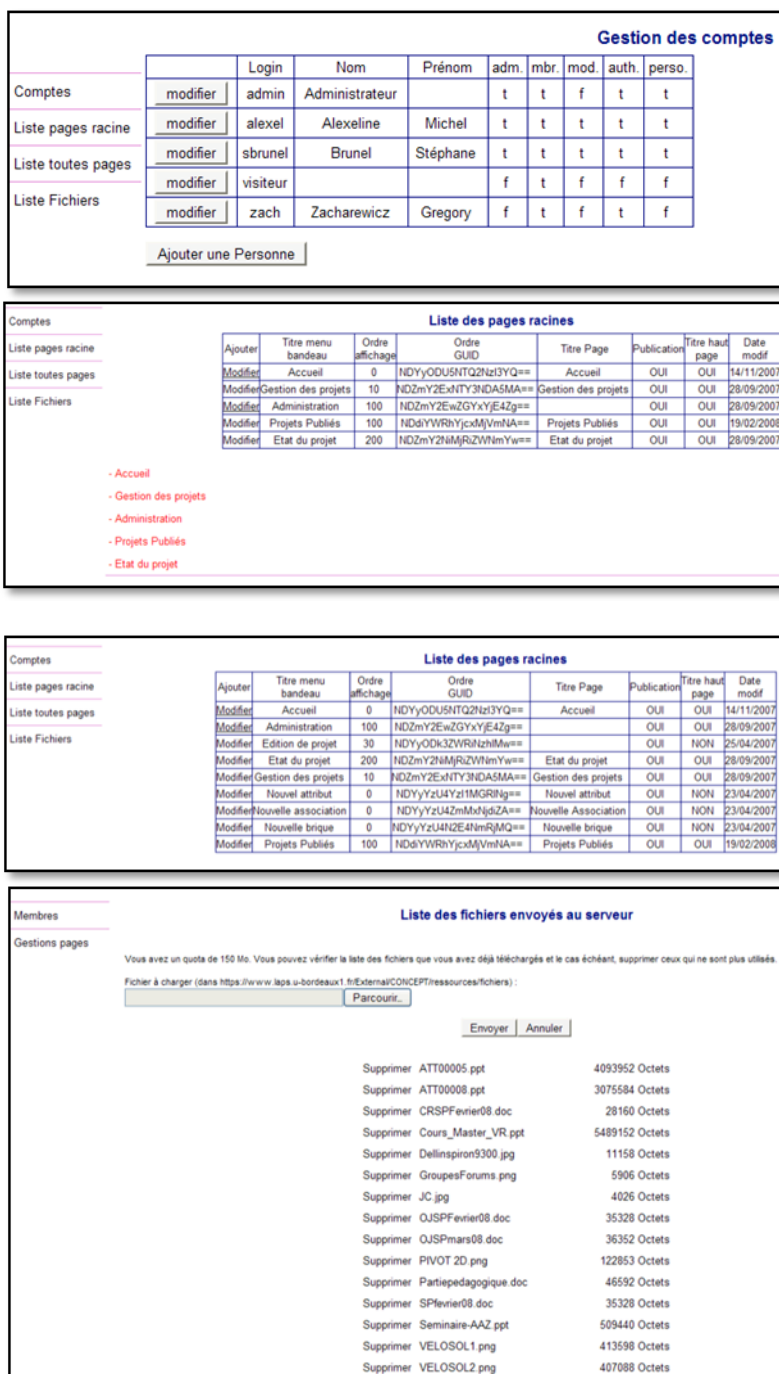 Gestion des comptes
Comptes
Liste pages racine
Liste toutes pages
Liste Fichiers
Login Nom Prénom adm. mbr. mod. auth. perso.
modifier admin Administrateur t t f t t
modifier alexel Alexeline Michel t t t t t
modifier sbrunel Brunel Stéphane t t t t t
modifier visiteur f t f f f
modifier zach Zacharewicz Gregory f t f t f
Ajouter une Personne
Comptes
Liste pages racine
Liste toutes pages
Liste Fichiers
Liste des pages racines
Ajouter Titre menu bandeau Ordre affichage Ordre GUID Titre Page Publication Titre haut page Date modif
Modifier Accueil 0 Accueil OUI OUI 14/11/2007
Modifier Gestion des projets 10 Gestion des projets OUI OUI 28/09/2007
Modifier Administration 100 OUI OUI 28/09/2007
Modifier Projets Publiés 100 Projets Publiés OUI OUI 19/02/2008
Modifier Etat du projet 200 Etat du projet OUI OUI 28/09/2007
- Accueil
- Gestion des projets
- Administration
- Projets Publiés
- Etat du projet
Comptes
Liste pages racine
Liste toutes pages
Liste Fichiers
Liste des pages racines
Ajouter Titre menu bandeau Ordre affichage Ordre GUID Titre Page Publication Titre haut page Date modif
Modifier Accueil 0 Accueil OUI OUI 14/11/2007
Modifier Administration 100 OUI OUI 28/09/2007
Modifier Edition de projet 30 OUI NON 25/04/2007
Modifier Etat du projet 200 Etat du projet OUI OUI 28/09/2007
Modifier Gestion des projets 10 Gestion des projets OUI OUI 28/09/2007
Modifier Nouvel attribut 0 Nouvel attribut OUI NON 23/04/2007
Modifier Nouvelle association 0 Nouvelle Association OUI NON 23/04/2007
Modifier Nouvelle brique 0 Nouvelle brique OUI NON 23/04/2007
Modifier Projets Publiés 100 Projets Publiés OUI OUI 19/02/2008
Membres
Gestions pages
Liste des fichiers envoyés au serveur
Vous avez un quota de 150 Mo. Vous pouvez vérifier la liste des fichiers que vous avez déjà téléchargés et le cas échéant, supprimer ceux qui ne sont plus utilisés.
Fichier à charger (dans https://www.laps.u-bordeaux1.fr/External/CONCEPT/ressources/fichiers) :
Parcourir..
Envoyer Annuler
Supprimer ATT00005.ppt 4093952 Octets
Supprimer ATT00008.ppt 3075584 Octets
Supprimer CRSPFevrier08.doc 28160 Octets
Supprimer Cours_Master_VR.ppt 5489152 Octets
Supprimer Dellinspiron9300.jpg 11158 Octets
Supprimer GroupesForums.png 5906 Octets
Supprimer JC.jpg 4026 Octets
Supprimer OJSPFevrier08.doc 35328 Octets
Supprimer OJSPmars08.doc 36352 Octets
Supprimer PIVOT 2D.png 122853 Octets
Supprimer Partiepedagogique.doc 46592 Octets
Supprimer SPfevrier08.doc 35328 Octets
Supprimer Seminaire-AAZ.ppt 509440 Octets
Supprimer VELOSOL1.png 413598 Octets
Supprimer VELOSOL2.png 407088 Octets